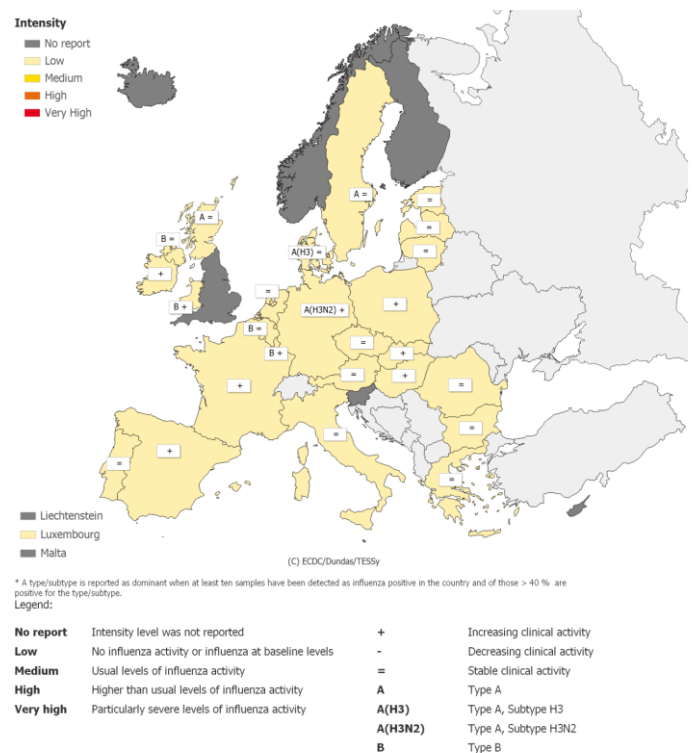 Intensity
No report
Low
Medium
High
Very High
A =
A =
=
B =
=
A(H3) =
=
+
=
B +
A(H3N2) +
+
B =
=
B +
+
=
+
+
=
=
=
+
=
=
Liechtenstein
Luxembourg
Malta
(C) ECDC/Dundas/TESSy
* A type/subtype is reported as dominant when at least ten samples have been detected as influenza positive in the country and of those > 40 % are
positive for the type/subtype.
Legend:
No report Intensity level was not reported + Increasing clinical activity
Low No influenza activity or influenza at baseline levels - Decreasing clinical activity
Medium Usual levels of influenza activity = Stable clinical activity
High Higher than usual levels of influenza activity A Type A
Very high Particularly severe levels of influenza activity A(H3) Type A, Subtype H3
A(H3N2) Type A, Subtype H3N2
B Type B